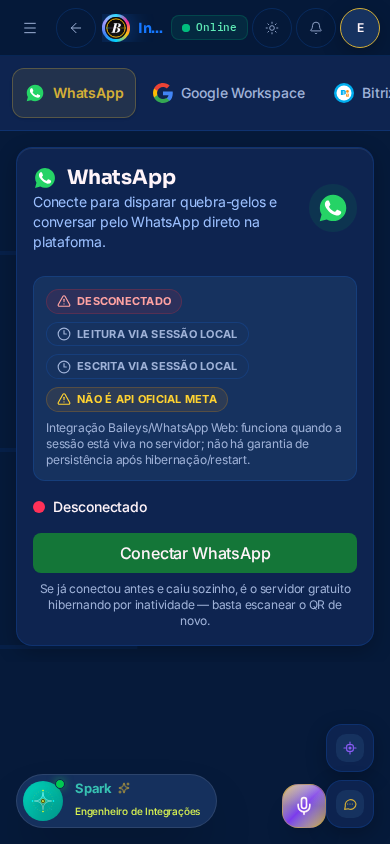 B
In...
Online
E
WhatsApp
Google Workspace
Bitri
WhatsApp
Conecte para disparar quebra-gelos e
conversar pelo WhatsApp direto na
plataforma.
DESCONECTADO
LEITURA VIA SESSÃO LOCAL
ESCRITA VIA SESSÃO LOCAL
NÃO É API OFICIAL META
Integração Baileys/WhatsApp Web: funciona quando a
sessão está viva no servidor; não há garantia de
persistência após hibernação/restart.
Desconectado
Conectar WhatsApp
Se já conectou antes e caiu sozinho, é o servidor gratuito
hibernando por inatividade — basta escanear o QR de
novo.
Spark
Engenheiro de Integrações